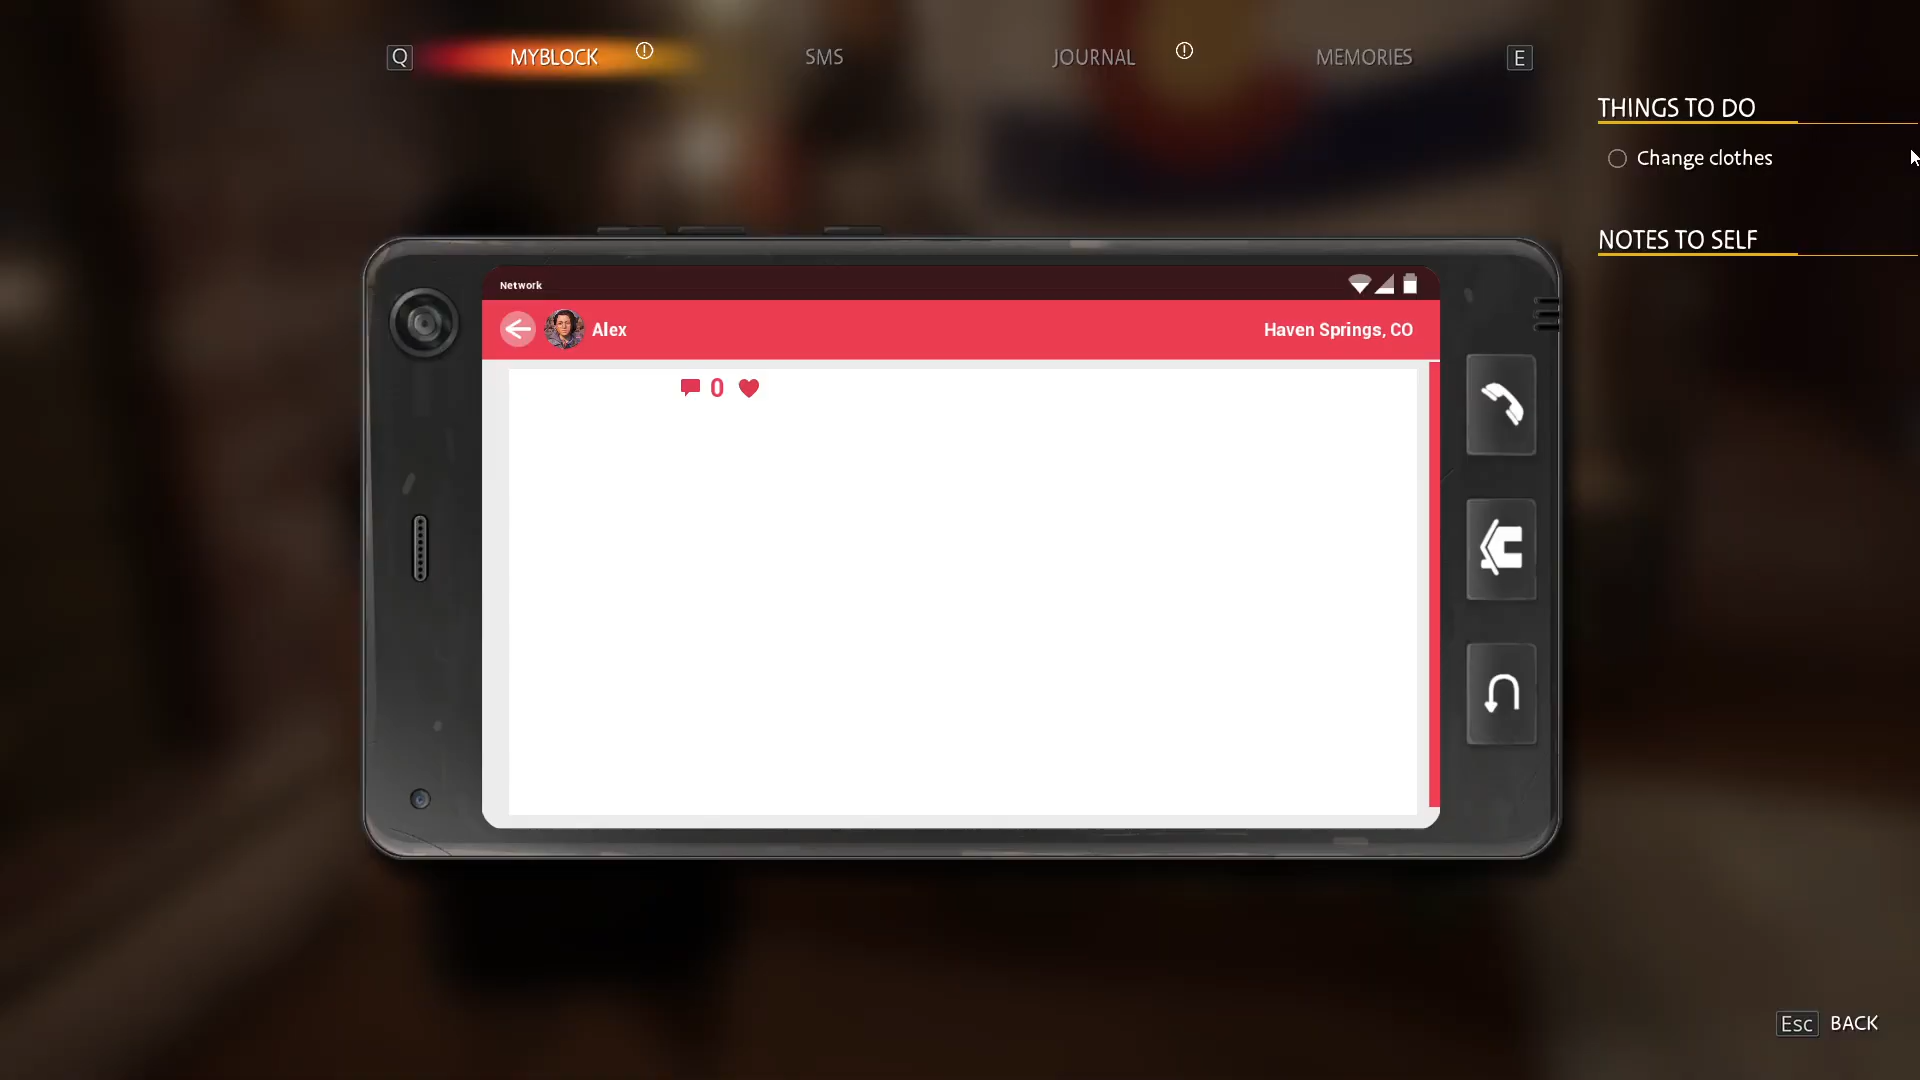 Q MYBLOCK SMS JOURNAL MEMORIES E
THINGS TO DO
Change clothes
NOTES TO SELF
Network
Alex Haven Springs, CO
0
Esc BACK